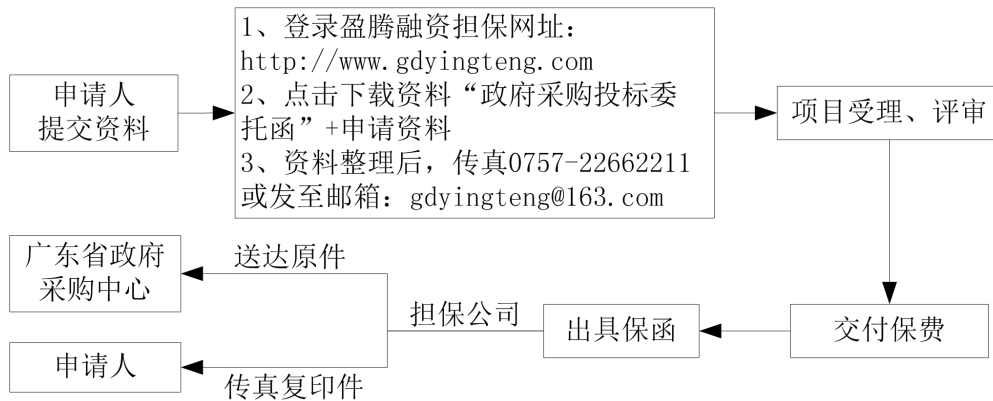 申请人
提交资料
1、登录盈腾融资担保网址：
http://www.gdyingteng.com
2、点击下载资料“政府采购投标委
托函”+申请资料
3、资料整理后，传真0757-22662211
或发至邮箱：gdyingteng@163.com
项目受理、评审
交付保费
出具保函
担保公司
送达原件
广东省政府
采购中心
传真复印件
申请人